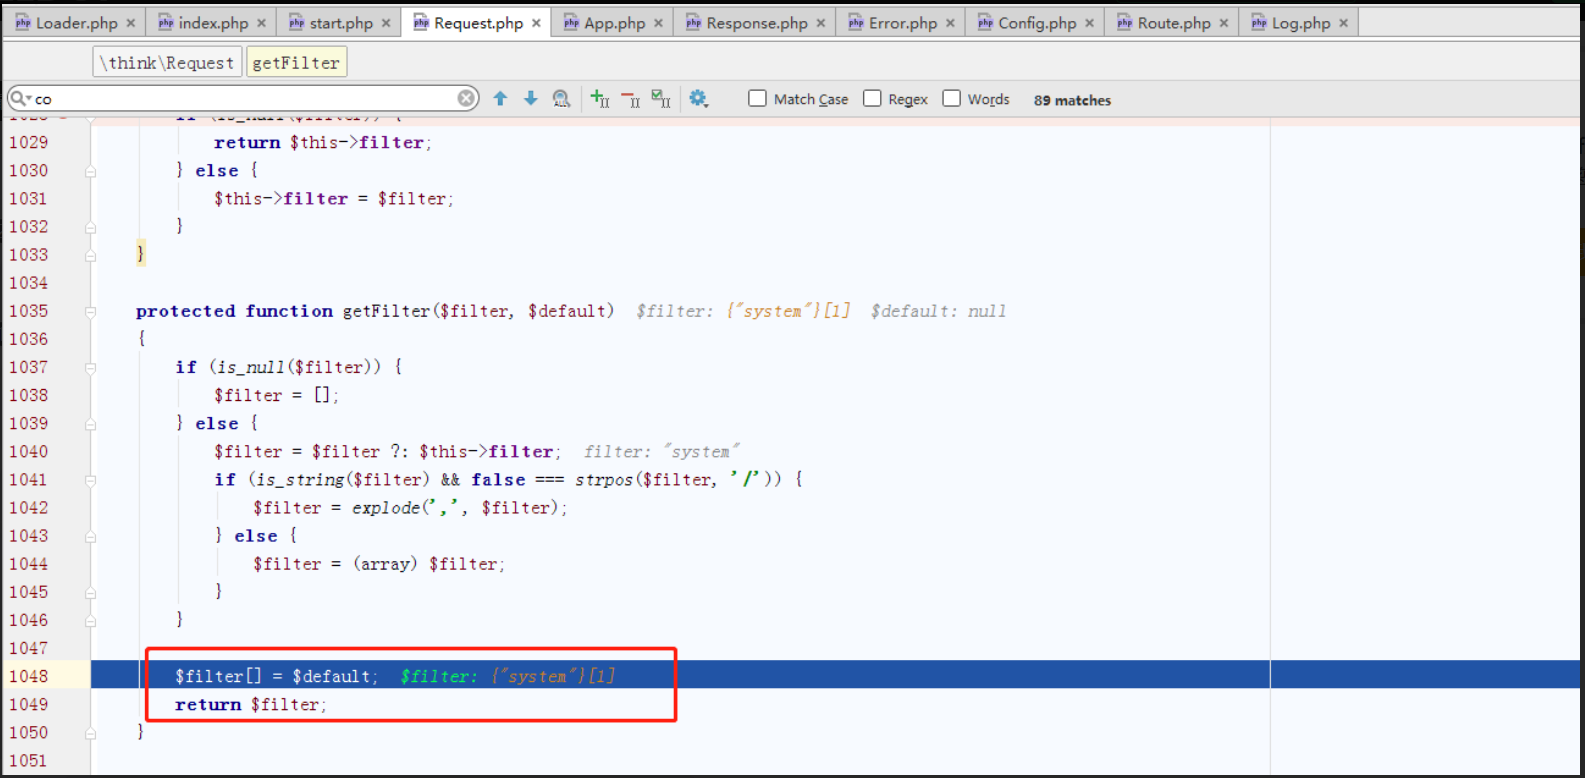 Loader.php × index.php × start.php × Request.php × App.php × Response.php × Error.php × Config.php × Route.php × Log.php ×
\think\Request getFilter
co Match Case Regex Words 89 matches
1029 return $this->filter;
1030 } else {
1031 $this->filter = $filter;
1032 }
1033 }
1034
1035 protected function getFilter($filter, $default) $filter: {"system"}[1] $default: null
1036 {
1037 if (is_null($filter)) {
1038 $filter = [];
1039 } else {
1040 $filter = $filter ?: $this->filter; filter: "system"
1041 if (is_string($filter) && false === strpos($filter, '/')) {
1042 $filter = explode(',', $filter);
1043 } else {
1044 $filter = (array) $filter;
1045 }
1046 }
1047
1048 $filter[] = $default; $filter: {"system"}[1]
1049 return $filter;
1050 }
1051